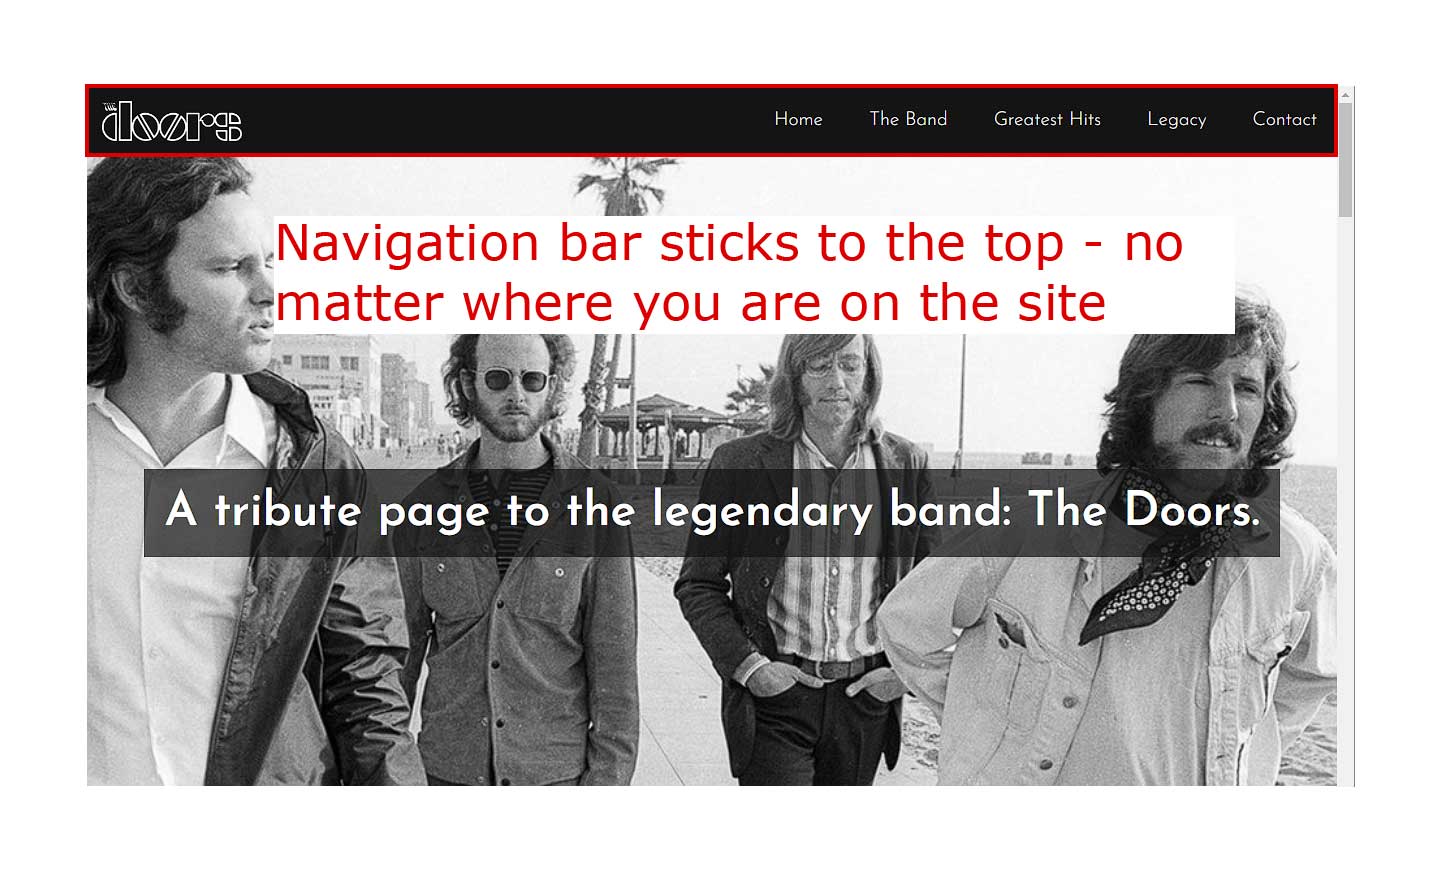 the doors
Home The Band Greatest Hits Legacy Contact
Navigation bar sticks to the top - no
matter where you are on the site
A tribute page to the legendary band: The Doors.